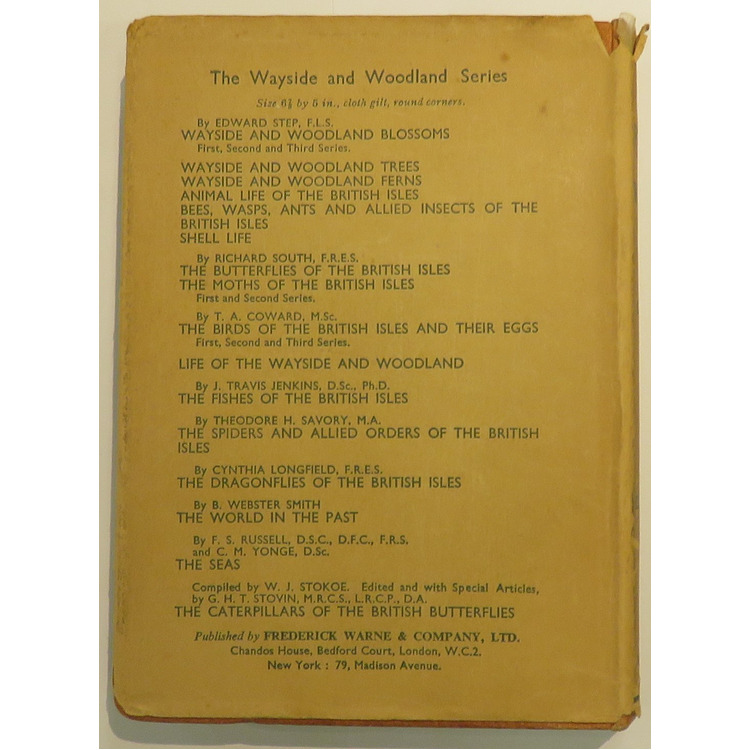 The Wayside and Woodland Series
Size 6½ by 5 in., cloth gilt, round corners.
By EDWARD STEP, F.L.S.
WAYSIDE AND WOODLAND BLOSSOMS
First, Second and Third Series.
WAYSIDE AND WOODLAND TREES
WAYSIDE AND WOODLAND FERNS
ANIMAL LIFE OF THE BRITISH ISLES
BEES, WASPS, ANTS AND ALLIED INSECTS OF THE
BRITISH ISLES
SHELL LIFE
By RICHARD SOUTH, F.R.E.S.
THE BUTTERFLIES OF THE BRITISH ISLES
THE MOTHS OF THE BRITISH ISLES
First and Second Series.
By T. A. COWARD, M.Sc.
THE BIRDS OF THE BRITISH ISLES AND THEIR EGGS
First, Second and Third Series.
LIFE OF THE WAYSIDE AND WOODLAND
By J. TRAVIS JENKINS, D.Sc., Ph.D.
THE FISHES OF THE BRITISH ISLES
By THEODORE H. SAVORY, M.A.
THE SPIDERS AND ALLIED ORDERS OF THE BRITISH
ISLES
By CYNTHIA LONGFIELD, F.R.E.S.
THE DRAGONFLIES OF THE BRITISH ISLES
By B. WEBSTER SMITH
THE WORLD IN THE PAST
By F. S. RUSSELL, D.S.C., D.F.C., F.R.S.
and C. M. YONGE, D.Sc.
THE SEAS
Compiled by W. J. STOKOE. Edited and with Special Articles,
by G. H. T. STOVIN, M.R.C.S., L.R.C.P., D.A.
THE CATERPILLARS OF THE BRITISH BUTTERFLIES
Published by FREDERICK WARNE & COMPANY, LTD.
Chandos House, Bedford Court, London, W.C.2.
New York : 79, Madison Avenue.